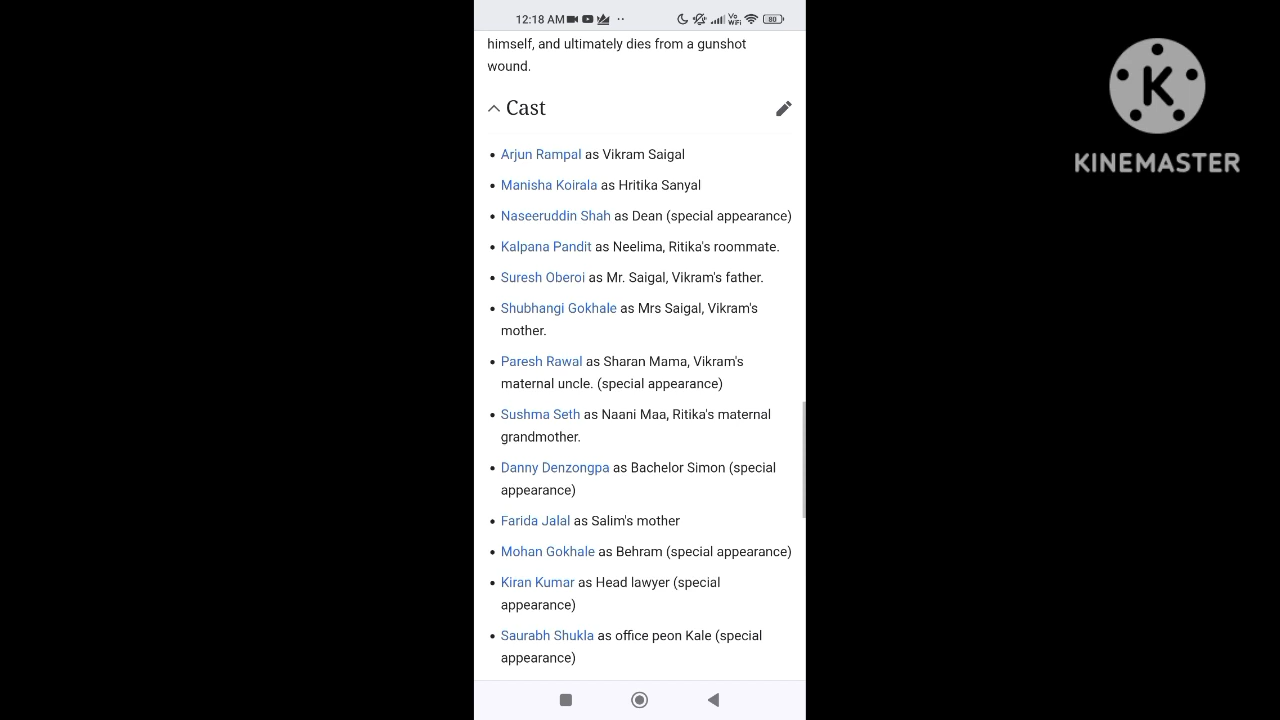 12:18 AM
Vo
WiFi
80
himself, and ultimately dies from a gunshot
wound.
Cast
Arjun Rampal as Vikram Saigal
Manisha Koirala as Hritika Sanyal
Naseeruddin Shah as Dean (special appearance)
Kalpana Pandit as Neelima, Ritika's roommate.
Suresh Oberoi as Mr. Saigal, Vikram's father.
Shubhangi Gokhale as Mrs Saigal, Vikram's
mother.
Paresh Rawal as Sharan Mama, Vikram's
maternal uncle. (special appearance)
Sushma Seth as Naani Maa, Ritika's maternal
grandmother.
Danny Denzongpa as Bachelor Simon (special
appearance)
Farida Jalal as Salim's mother
Mohan Gokhale as Behram (special appearance)
Kiran Kumar as Head lawyer (special
appearance)
Saurabh Shukla as office peon Kale (special
appearance)
K
KINEMASTER